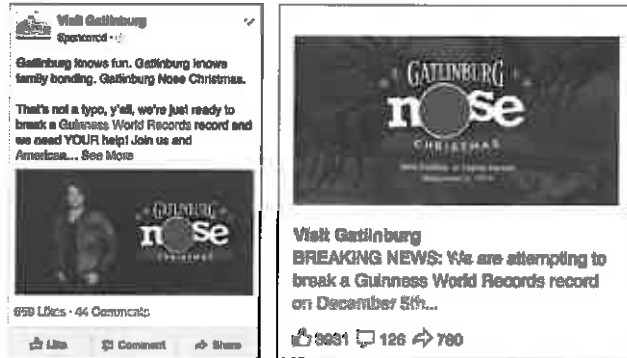 Visit Gatlinburg
Sponsored ·
Gatlinburg knows fun. Gatlinburg knows
family bonding. Gatlinburg Nose Christmas.
That's not a typo, y'all, we're just ready to
break a Guinness World Records record and
we need YOUR help! Join us and
American... See More
GATLINBURG
nose
CHRISTMAS
659 Likes · 44 Comments
Like Comment Share
GATLINBURG
nose
CHRISTMAS
Visit Gatlinburg
BREAKING NEWS: We are attempting to
break a Guinness World Records record
on December 5th...
3931 126 760